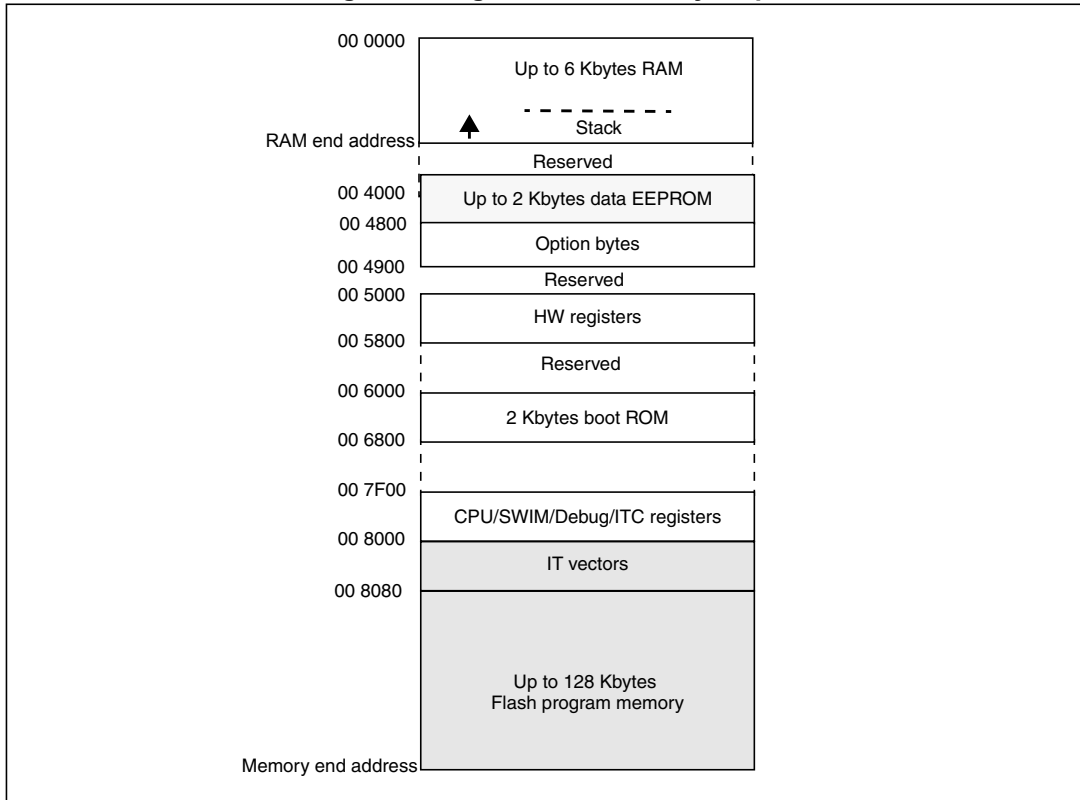 00 0000
Up to 6 Kbytes RAM
Stack
RAM end address
Reserved
00 4000
Up to 2 Kbytes data EEPROM
00 4800
Option bytes
00 4900
Reserved
00 5000
HW registers
00 5800
Reserved
00 6000
2 Kbytes boot ROM
00 6800
00 7F00
CPU/SWIM/Debug/ITC registers
00 8000
IT vectors
00 8080
Up to 128 Kbytes
Flash program memory
Memory end address